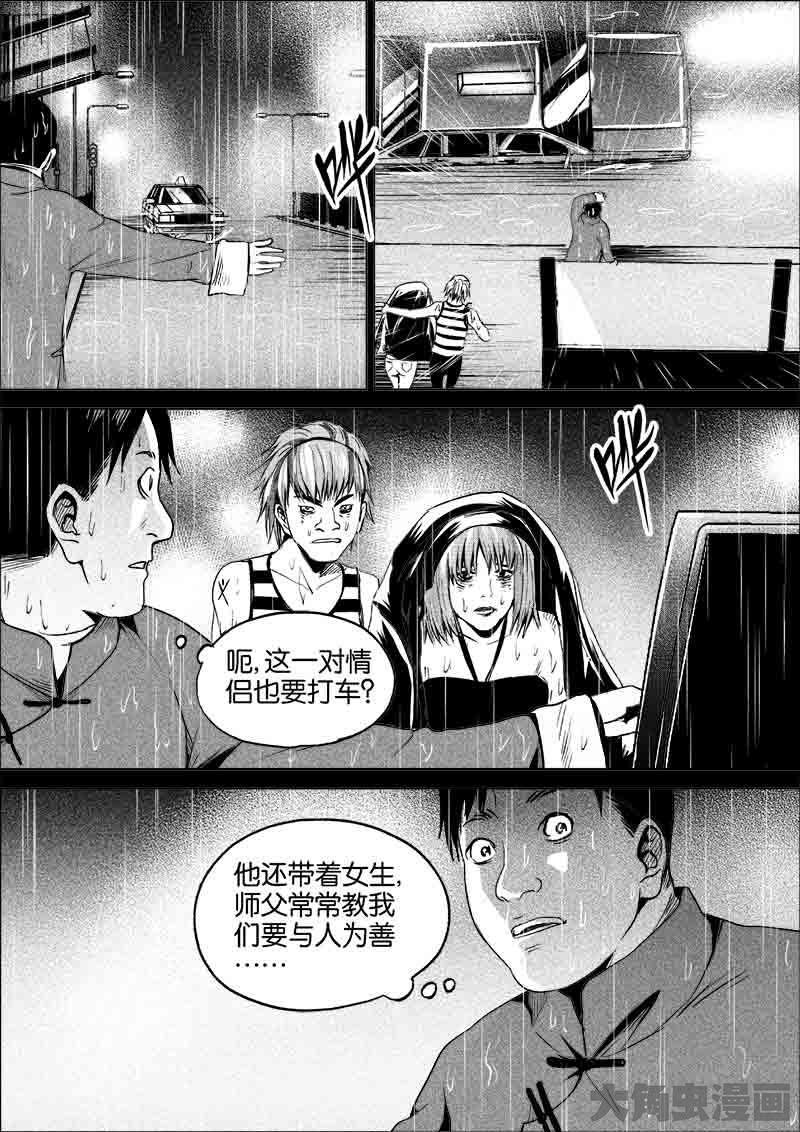 哗
哗
呃,这一对情
侣也要打车?
他还带着女生,
师父常常教我
们要与人为善
……
大角虫漫画